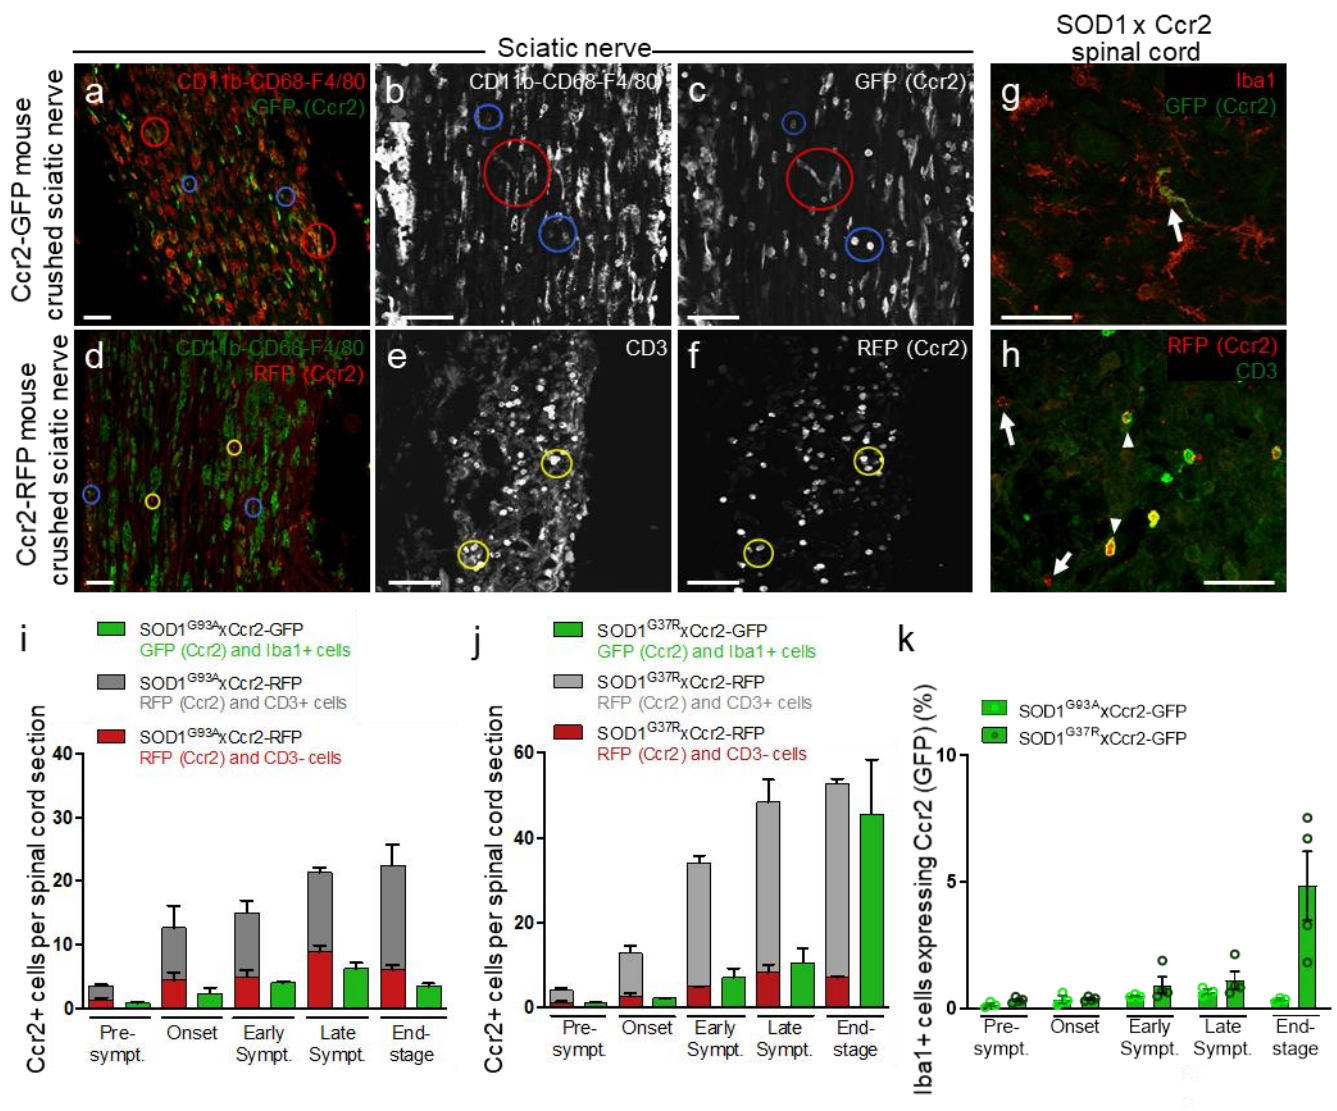 Sciatic nerve
SOD1 x Ccr2
spinal cord
Ccr2-GFP mouse
crushed sciatic nerve
a
CD11b-CD68-F4/80
GFP (Ccr2)
b
CD11b-CD68-F4/80
c
GFP (Ccr2)
g
Iba1
GFP (Ccr2)
Ccr2-RFP mouse
crushed sciatic nerve
d
CD11b-CD68-F4/80
RFP (Ccr2)
e
CD3
f
RFP (Ccr2)
h
RFP (Ccr2)
CD3
i
SOD1G93AxCcr2-GFP
GFP (Ccr2) and Iba1+ cells
SOD1G93AxCcr2-RFP
RFP (Ccr2) and CD3+ cells
SOD1G93AxCcr2-RFP
RFP (Ccr2) and CD3- cells
Ccr2+ cells per spinal cord section
40
30
20
10
0
Pre-
sympt.
Onset
Early
Sympt.
Late
Sympt.
End-
stage
j
SOD1G37RxCcr2-GFP
GFP (Ccr2) and Iba1+ cells
SOD1G37RxCcr2-RFP
RFP (Ccr2) and CD3+ cells
SOD1G37RxCcr2-RFP
RFP (Ccr2) and CD3- cells
Ccr2+ cells per spinal cord section
60
40
20
0
Pre-
sympt.
Onset
Early
Sympt.
Late
Sympt.
End-
stage
k
SOD1G93AxCcr2-GFP
SOD1G37RxCcr2-GFP
Iba1+ cells expressing Ccr2 (GFP) (%)
10
5
0
Pre-
sympt.
Onset
Early
Sympt.
Late
Sympt.
End-
stage